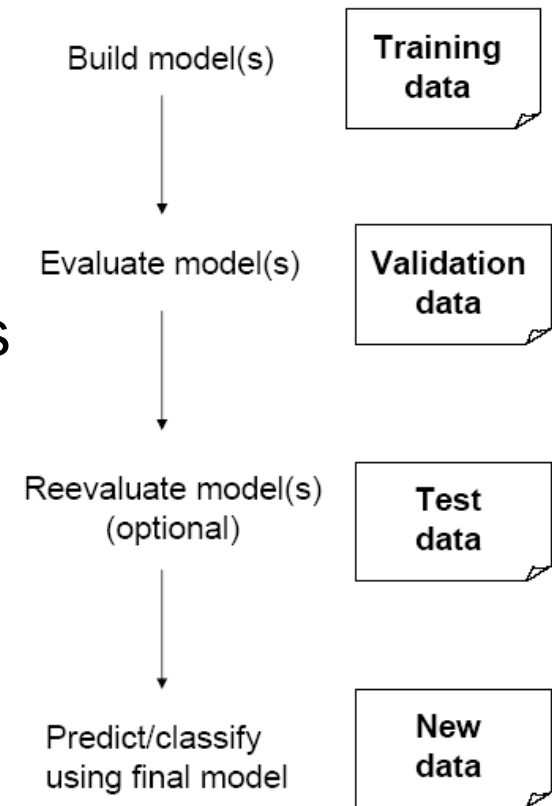 Build model(s)
Training
data
Evaluate model(s)
Validation
data
s
Reevaluate model(s)
(optional)
Test
data
Predict/classify
using final model
New
data